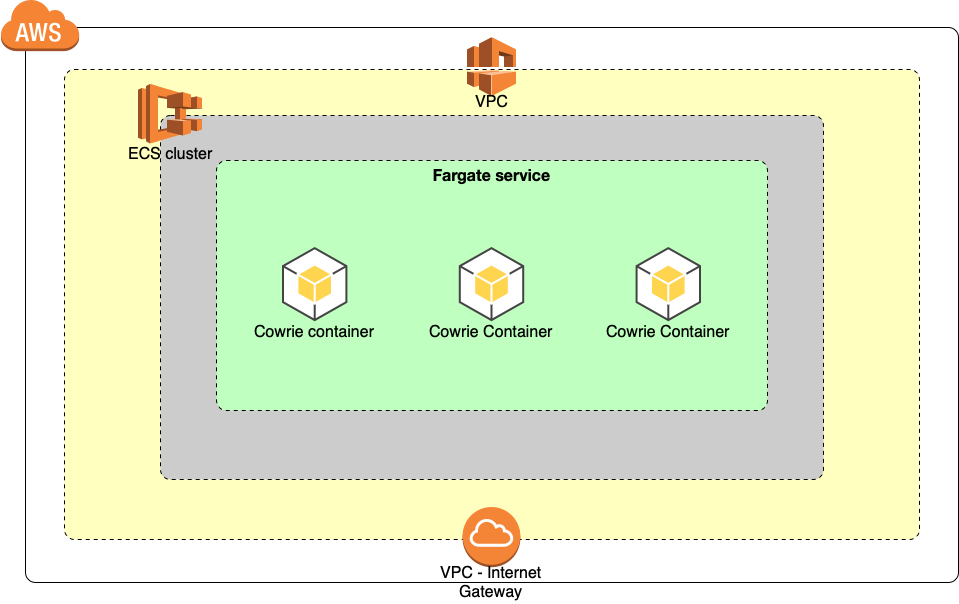 AWS
VPC
ECS cluster
Fargate service
Cowrie container
Cowrie Container
Cowrie Container
VPC - Internet
Gateway